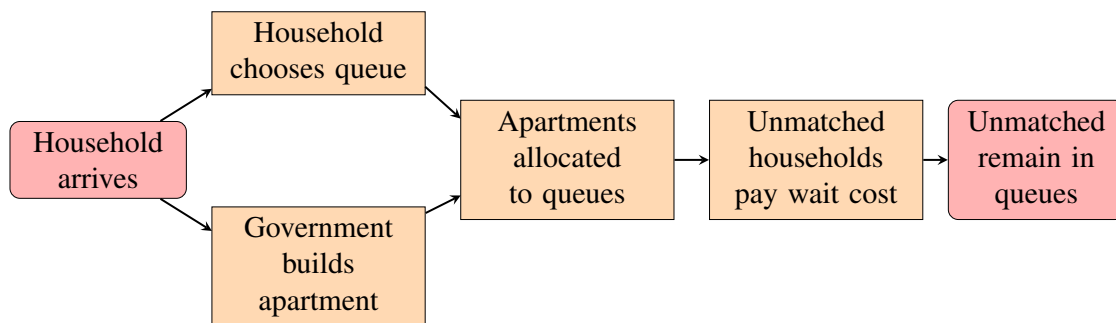 Household
arrives
Household
chooses queue
Government
builds
apartment
Apartments
allocated
to queues
Unmatched
households
pay wait cost
Unmatched
remain in
queues